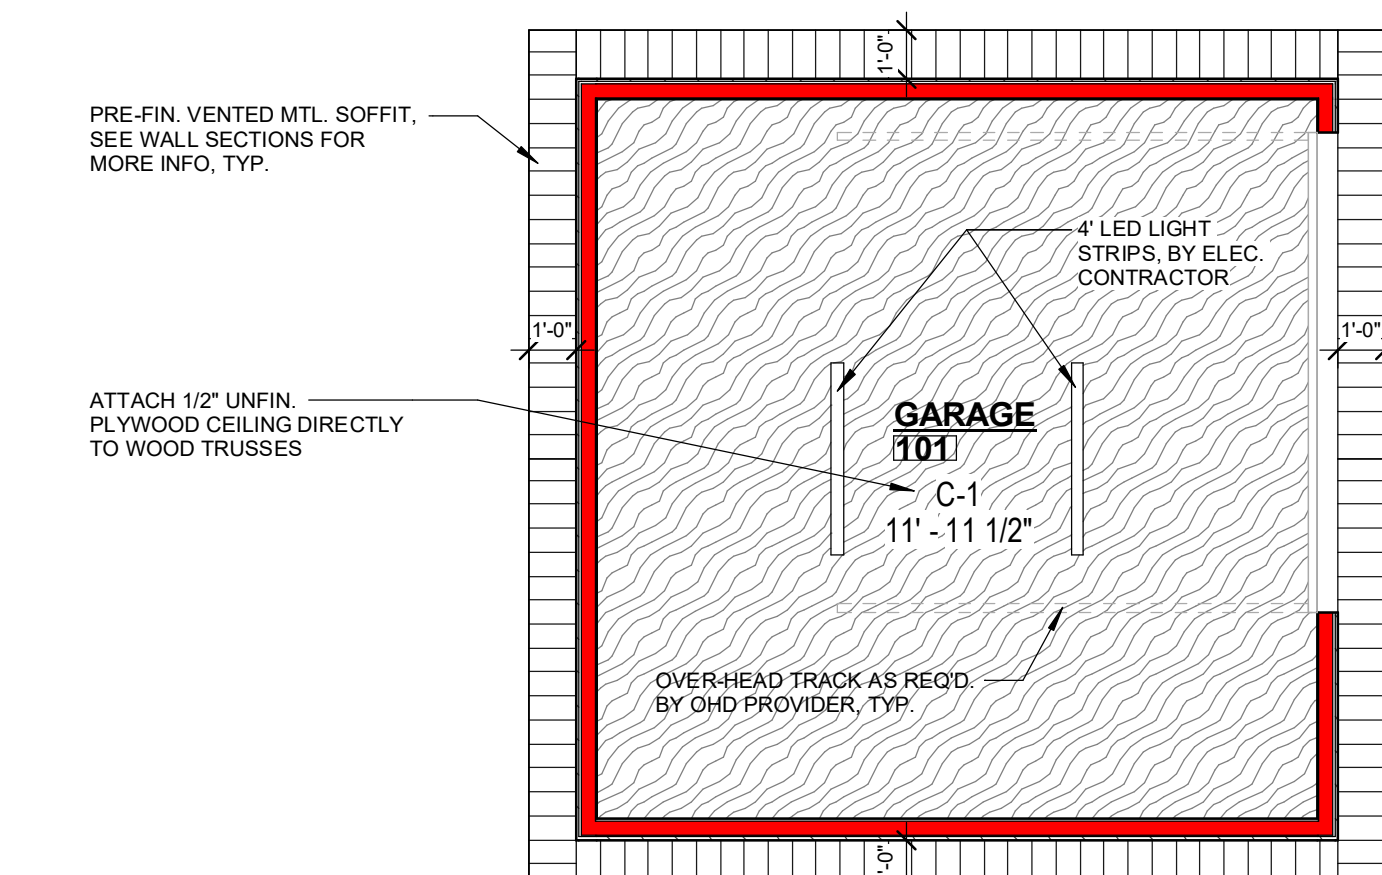 1'-0"
PRE-FIN. VENTED MTL. SOFFIT,
SEE WALL SECTIONS FOR
MORE INFO, TYP.
4' LED LIGHT
STRIPS, BY ELEC.
CONTRACTOR
1'-0"
1'-0"
ATTACH 1/2" UNFIN.
PLYWOOD CEILING DIRECTLY
TO WOOD TRUSSES
GARAGE
101
C-1
11' - 11 1/2"
OVER-HEAD TRACK AS REQ'D.
BY OHD PROVIDER, TYP.
'-0"